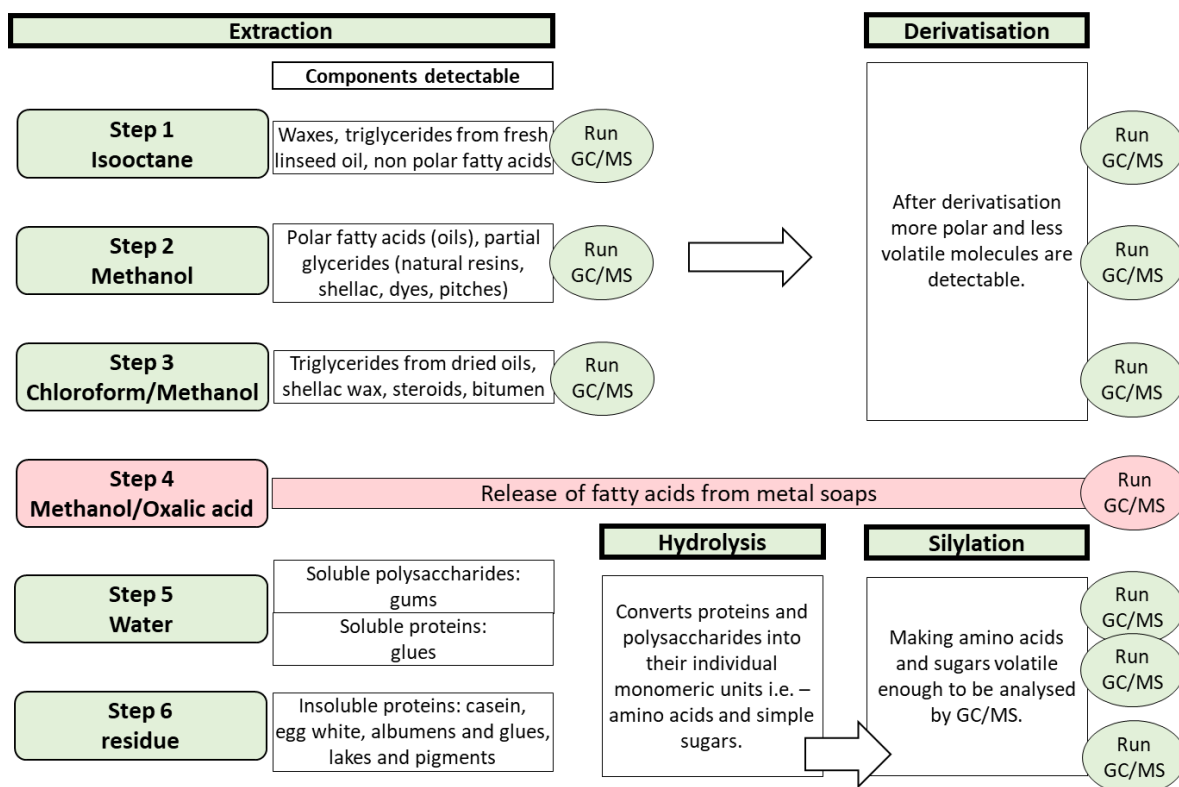 Extraction
Derivatisation
Components detectable
Step 1
Isooctane
Waxes, triglycerides from fresh
linseed oil, non polar fatty acids
Run
GC/MS
Run
GC/MS
Step 2
Methanol
Polar fatty acids (oils), partial
glycerides (natural resins,
shellac, dyes, pitches)
Run
GC/MS
After derivatisation
more polar and less
volatile molecules are
detectable.
Run
GC/MS
Step 3
Chloroform/Methanol
Triglycerides from dried oils,
shellac wax, steroids, bitumen
Run
GC/MS
Run
GC/MS
Step 4
Methanol/Oxalic acid
Release of fatty acids from metal soaps
Run
GC/MS
Hydrolysis
Silylation
Step 5
Water
Soluble polysaccharides:
gums
Soluble proteins:
glues
Converts proteins and
polysaccharides into
their individual
monomeric units i.e. –
amino acids and simple
sugars.
Making amino acids
and sugars volatile
enough to be analysed
by GC/MS.
Run
GC/MS
Run
GC/MS
Step 6
residue
Insoluble proteins: casein,
egg white, albumens and glues,
lakes and pigments
Run
GC/MS